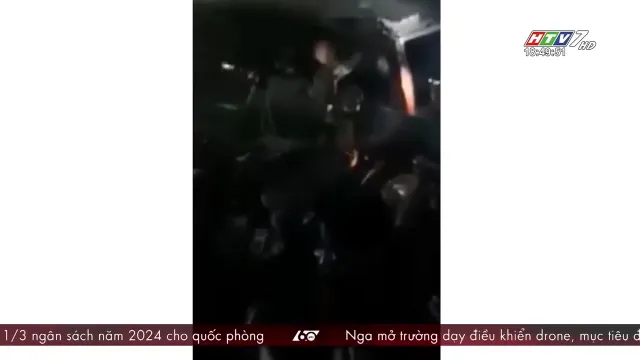 HTV7 HD
18:49:51
1/3 ngân sách năm 2024 cho quốc phòng 60 Nga mở trường dạy điều khiển drone, mục tiêu